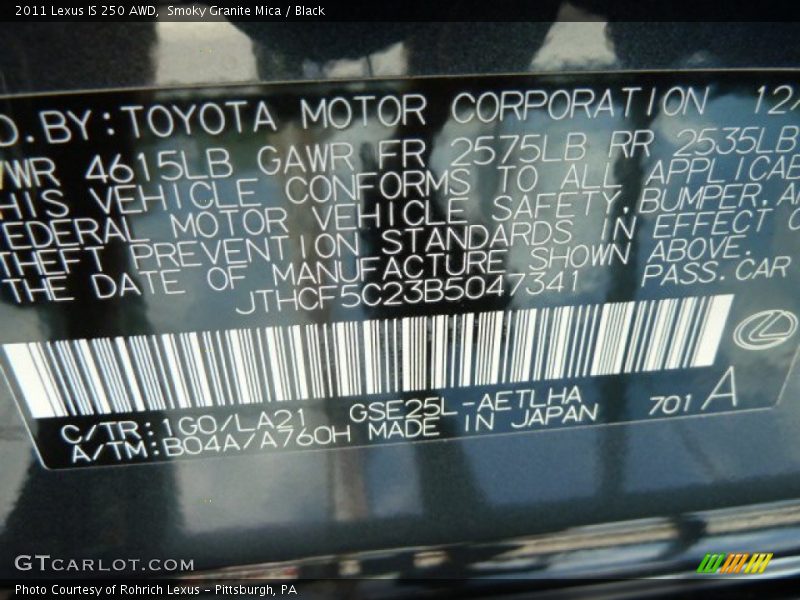 2011 Lexus IS 250 AWD, Smoky Granite Mica / Black
D.BY: TOYOTA MOTOR CORPORATION 12/
WR 4615LB GAWR FR 2575LB RR 2535LB
HIS VEHICLE CONFORMS TO ALL APPLICAB
EDERAL MOTOR VEHICLE SAFETY, BUMPER, AN
THEFT PREVENTION STANDARDS IN EFFECT O
THE DATE OF MANUFACTURE SHOWN ABOVE.
JTHCF5C23B5047341 PASS.CAR
C/TR: 1G0/LA21 GSE25L-AETLHA 701 A
A/TM: B04A/A760H MADE IN JAPAN
GTCARLOT.COM
Photo Courtesy of Rohrich Lexus - Pittsburgh, PA